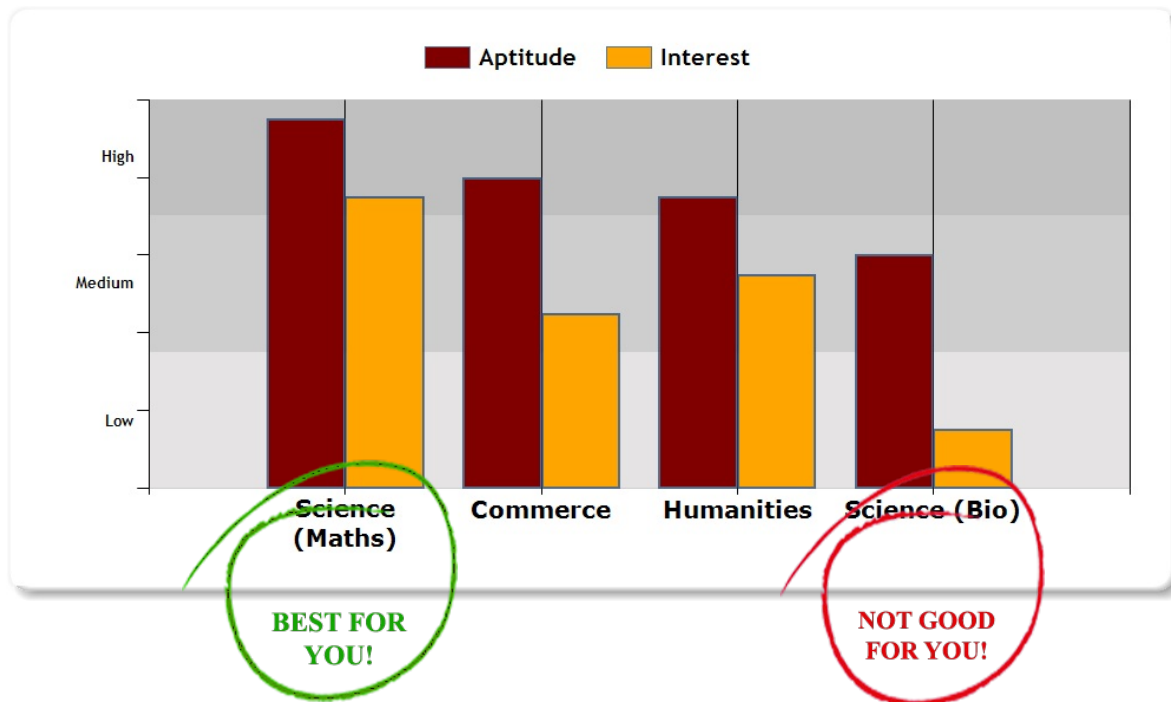 Aptitude Interest
High
Medium
Low
Science
(Maths)
Commerce
Humanities
Science (Bio)
BEST FOR
YOU!
NOT GOOD
FOR YOU!